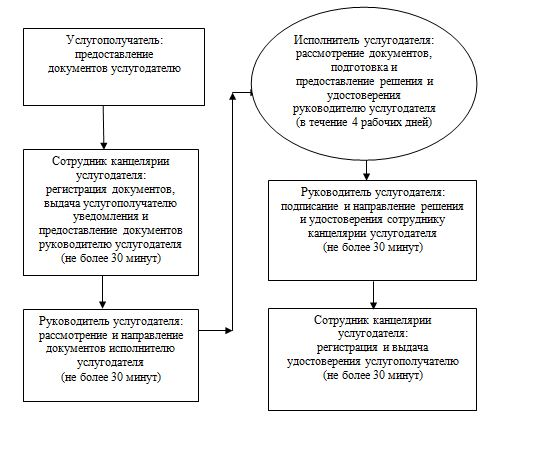 Услугополучатель:
предоставление
документов услугодателю
Сотрудник канцелярии
услугодателя:
регистрация документов,
выдача услугополучателю
уведомления и
предоставление документов
руководителю услугодателя
(не более 30 минут)
Руководитель услугодателя:
рассмотрение и направление
документов исполнителю
услугодателя
(не более 30 минут)
Исполнитель услугодателя:
рассмотрение документов,
подготовка и
предоставление решения и
удостоверения
руководителю услугодателя
(в течение 4 рабочих дней)
Руководитель услугодателя:
подписание и направление решения
и удостоверения сотруднику
канцелярии услугодателя
(не более 30 минут)
Сотрудник канцелярии
услугодателя:
регистрация и выдача
удостоверения услугополучателю
(не более 30 минут)